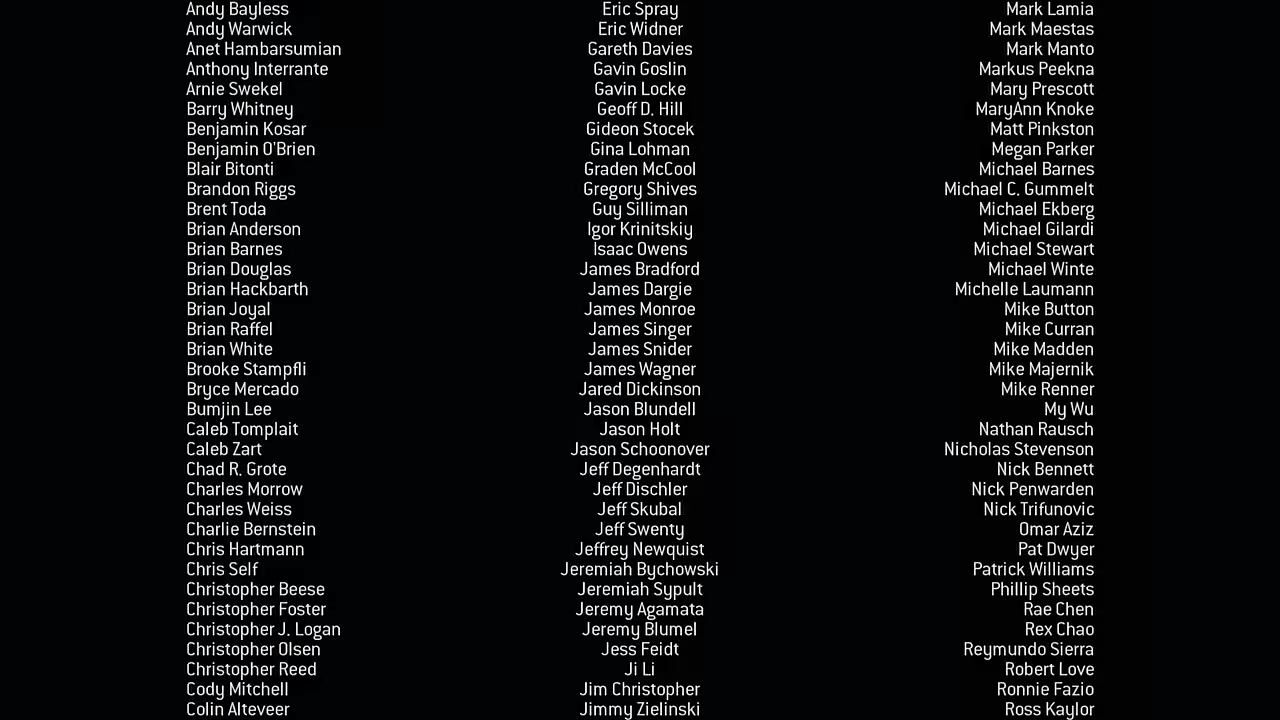 Andy Bayless
Andy Warwick
Anet Hambarsumian
Anthony Interrante
Arnie Swekel
Barry Whitney
Benjamin Kosar
Benjamin O'Brien
Blair Bitonti
Brandon Riggs
Brent Toda
Brian Anderson
Brian Barnes
Brian Douglas
Brian Hackbarth
Brian Joyal
Brian Raffel
Brian White
Brooke Stampfli
Bryce Mercado
Bumjin Lee
Caleb Tomplait
Caleb Zart
Chad R. Grote
Charles Morrow
Charles Weiss
Charlie Bernstein
Chris Hartmann
Chris Self
Christopher Beese
Christopher Foster
Christopher J. Logan
Christopher Olsen
Christopher Reed
Cody Mitchell
Colin Alteveer
Eric Spray
Eric Widner
Gareth Davies
Gavin Goslin
Gavin Locke
Geoff D. Hill
Gideon Stocek
Gina Lohman
Graden McCool
Gregory Shives
Guy Silliman
Igor Krinitskiy
Isaac Owens
James Bradford
James Dargie
James Monroe
James Singer
James Snider
James Wagner
Jared Dickinson
Jason Blundell
Jason Holt
Jason Schoonover
Jeff Degenhardt
Jeff Dischler
Jeff Skubal
Jeff Swenty
Jeffrey Newquist
Jeremiah Bychowski
Jeremiah Sypult
Jeremy Agamata
Jeremy Blumel
Jess Feidt
Ji Li
Jim Christopher
Jimmy Zielinski
Mark Lamia
Mark Maestas
Mark Manto
Markus Peekna
Mary Prescott
MaryAnn Knoke
Matt Pinkston
Megan Parker
Michael Barnes
Michael C. Gummelt
Michael Ekberg
Michael Gilardi
Michael Stewart
Michael Winte
Michelle Laumann
Mike Button
Mike Curran
Mike Madden
Mike Majernik
Mike Renner
My Wu
Nathan Rausch
Nicholas Stevenson
Nick Bennett
Nick Penwarden
Nick Trifunovic
Omar Aziz
Pat Dwyer
Patrick Williams
Phillip Sheets
Rae Chen
Rex Chao
Reymundo Sierra
Robert Love
Ronnie Fazio
Ross Kaylor